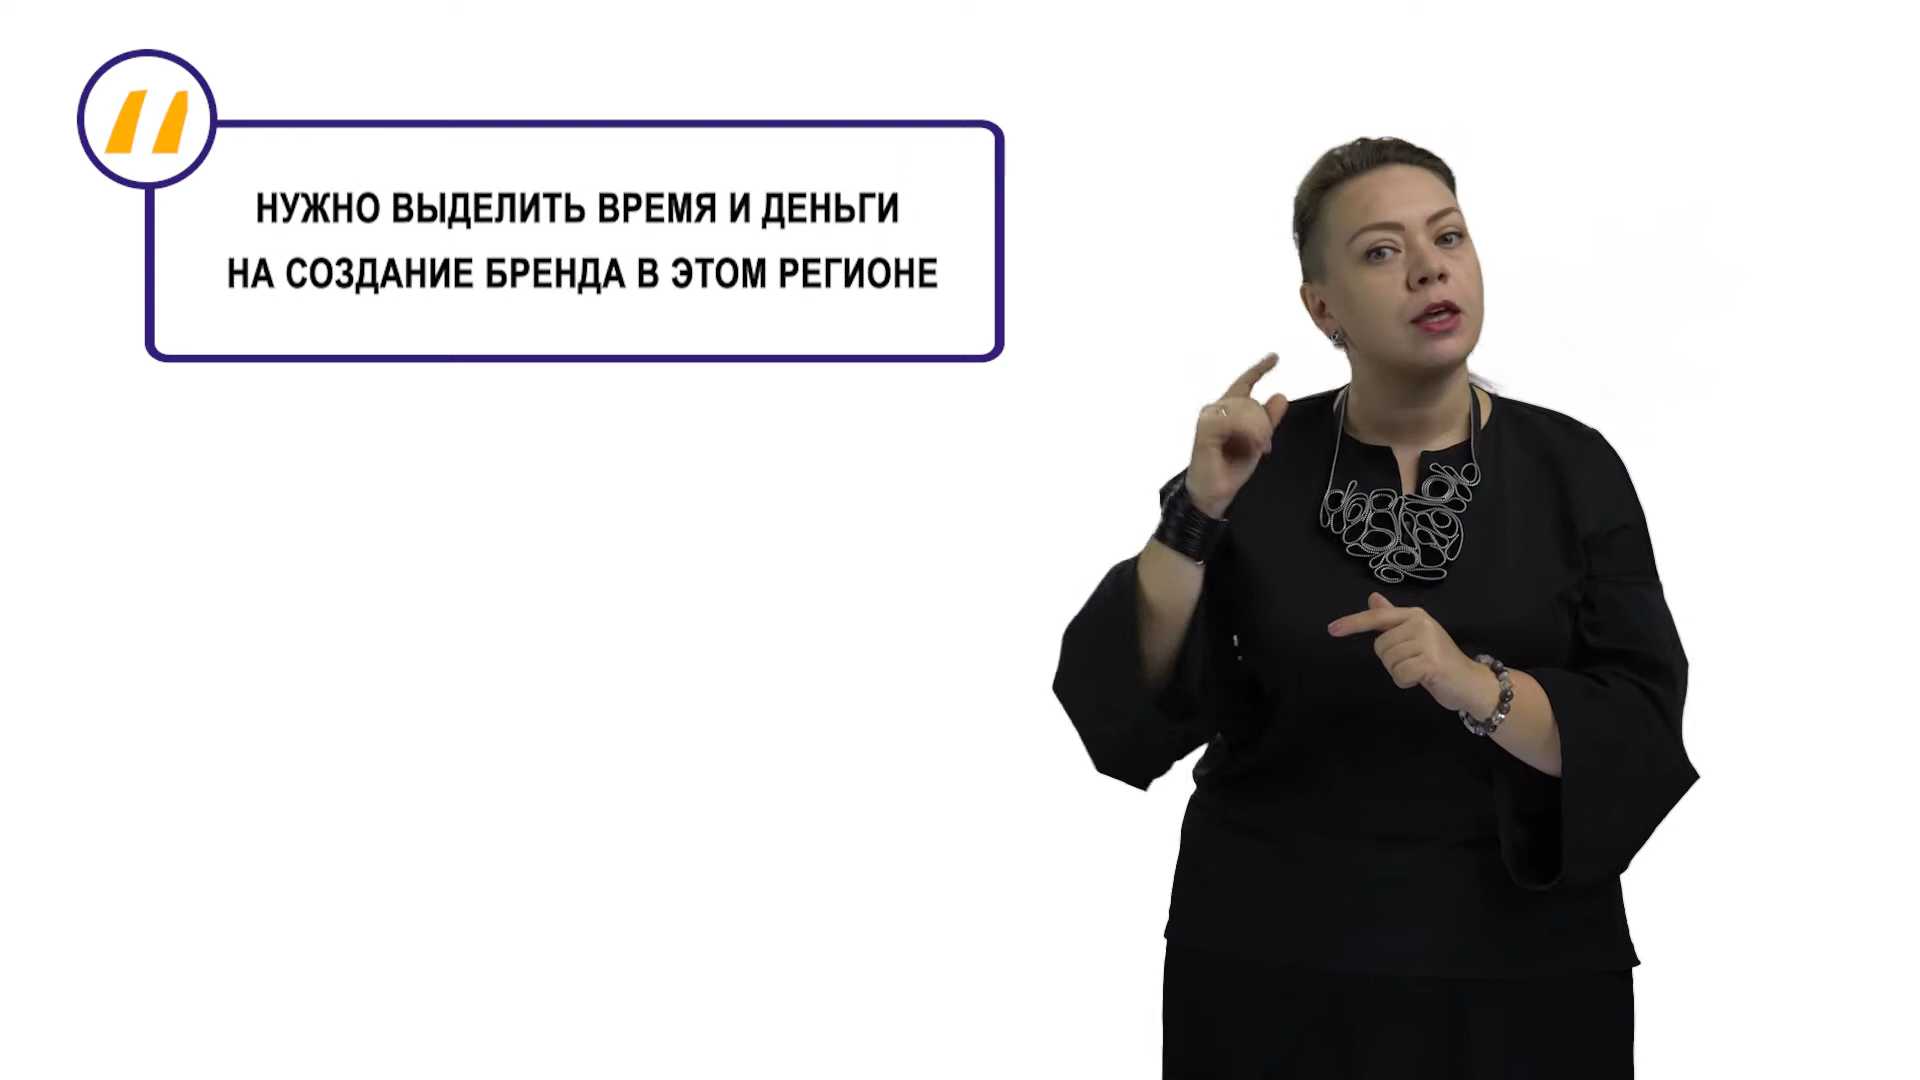 НУЖНО ВЫДЕЛИТЬ ВРЕМЯ И ДЕНЬГИ
НА СОЗДАНИЕ БРЕНДА В ЭТОМ РЕГИОНЕ